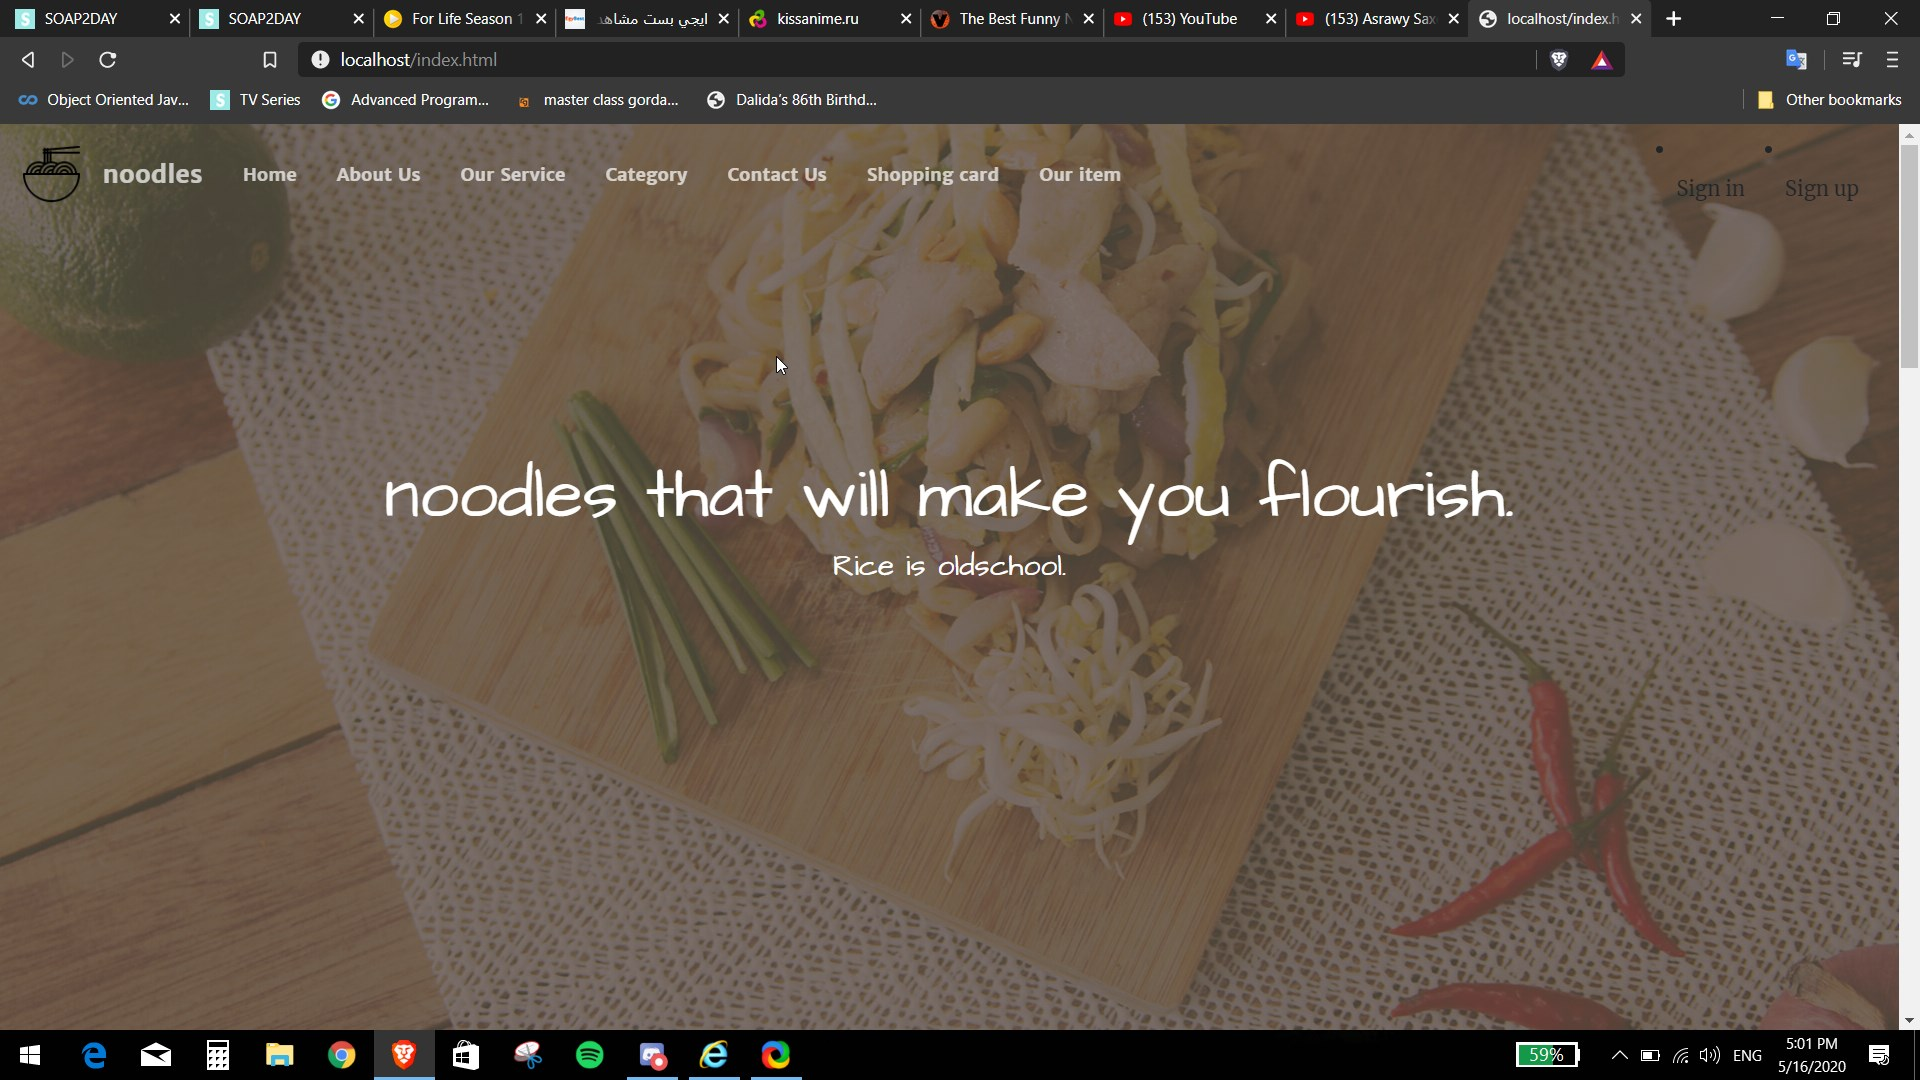 SOAP2DAY
SOAP2DAY
For Life Season 1
ايجي بست مشاهد
kissanime.ru
The Best Funny
(153) YouTube
(153) Asrawy Sax
localhost/index.h
localhost/index.html
Object Oriented Jav...
TV Series
Advanced Program...
master class gorda...
Dalida's 86th Birthd...
Other bookmarks
noodles
Home
About Us
Our Service
Category
Contact Us
Shopping card
Our item
Sign in
Sign up
noodles that will make you flourish.
Rice is oldschool.
59%
ENG
5:01 PM
5/16/2020